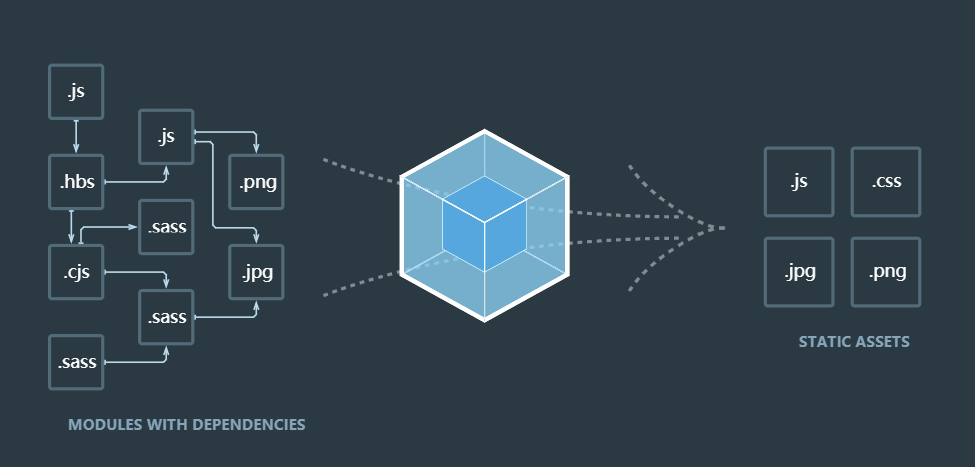 .js
.js
.hbs
.png
.sass
.cjs
.jpg
.sass
.sass
MODULES WITH DEPENDENCIES
.js
.css
.jpg
.png
STATIC ASSETS